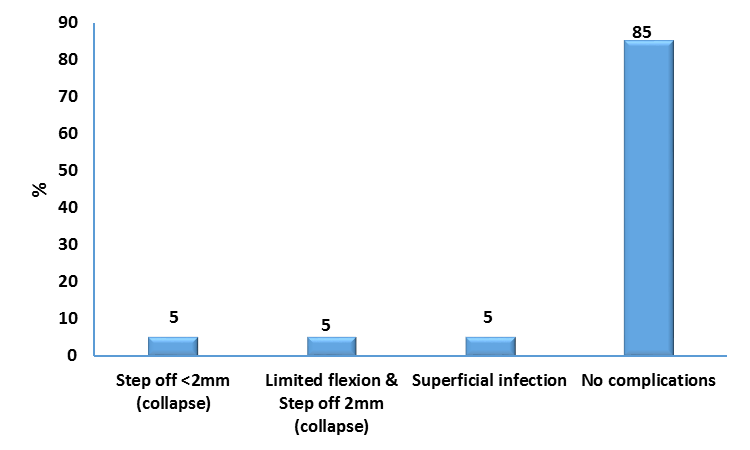 90
80
70
60
50
40
30
20
10
0
%
5
5
5
85
Step off <2mm
(collapse)
Limited flexion &
Step off 2mm
(collapse)
Superficial infection
No complications